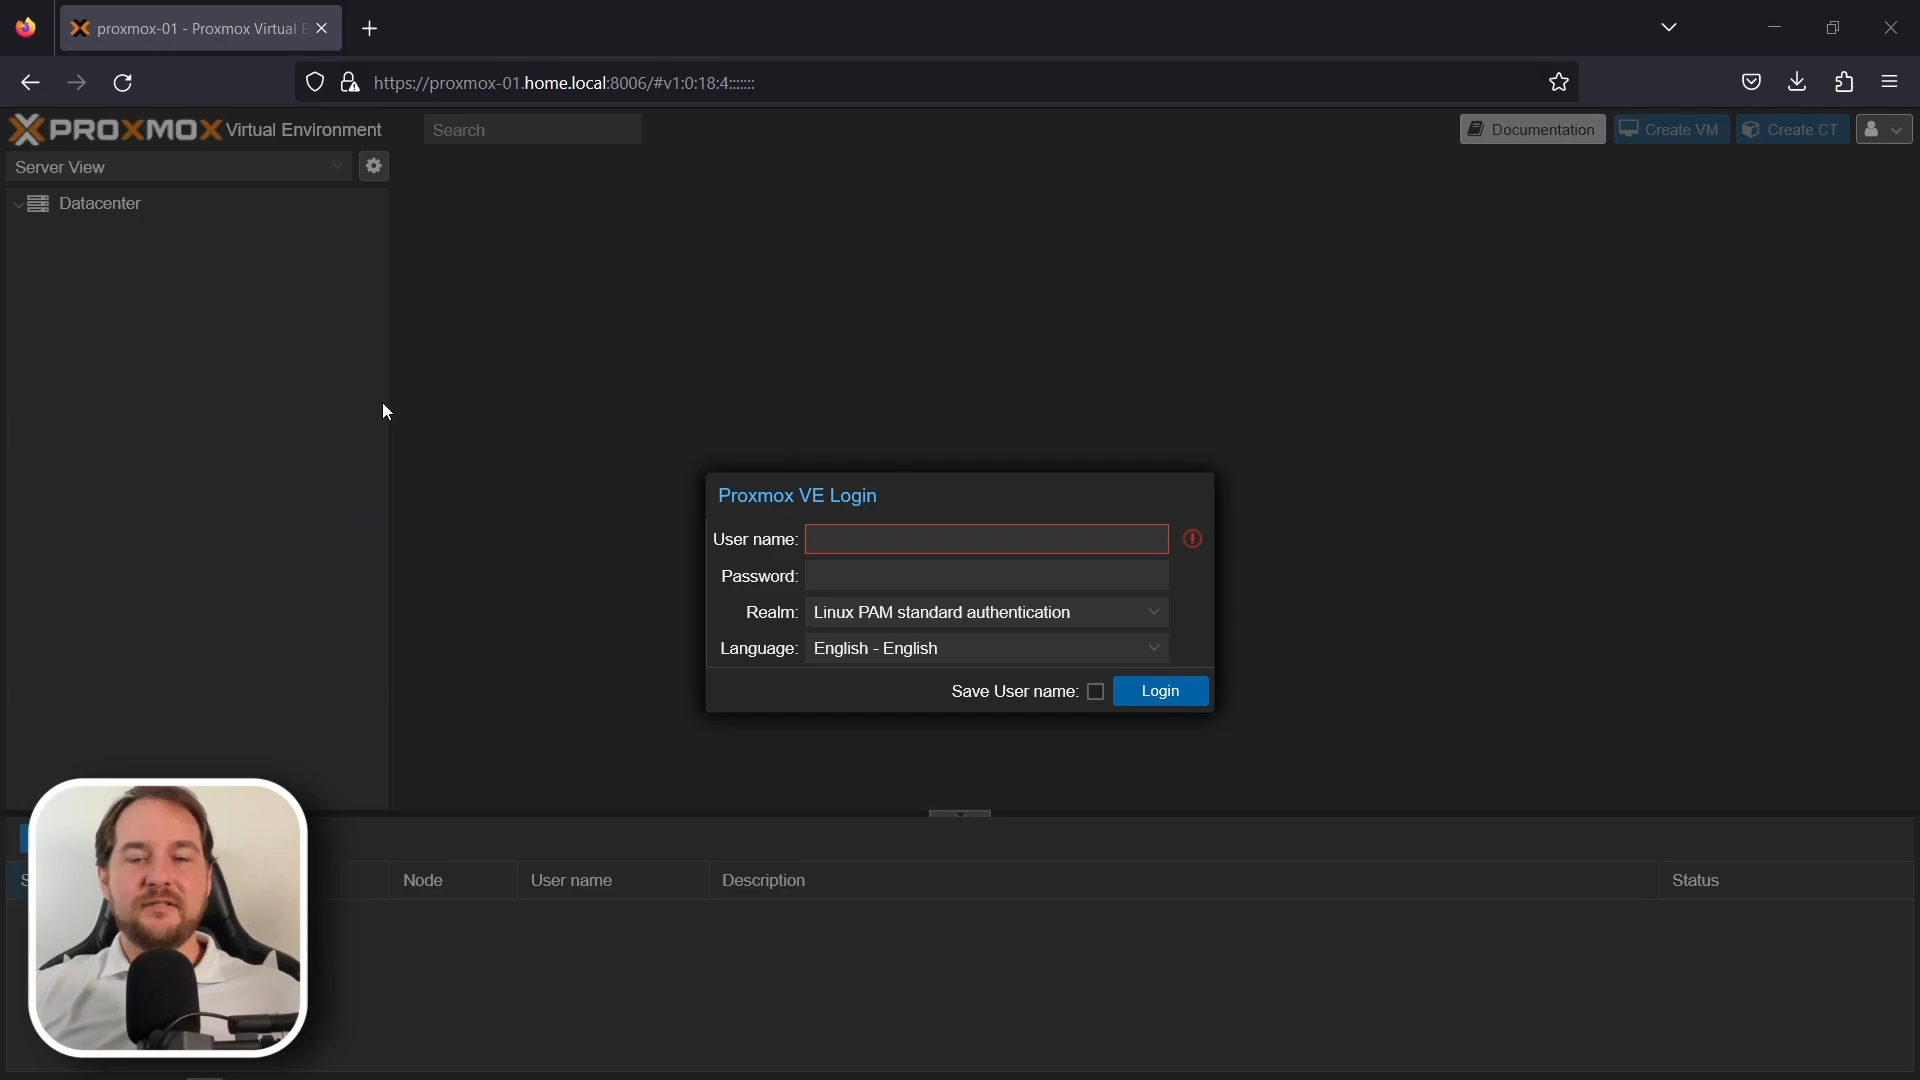 proxmox-01 - Proxmox Virtual E
https://proxmox-01.home.local:8006/#v1:0:18:4:::::::
PROXMOX Virtual Environment
Search
Documentation
Create VM
Create CT
Server View
Datacenter
Proxmox VE Login
User name:
Password:
Realm: Linux PAM standard authentication
Language: English - English
Save User name:
Login
S
Node
User name
Description
Status